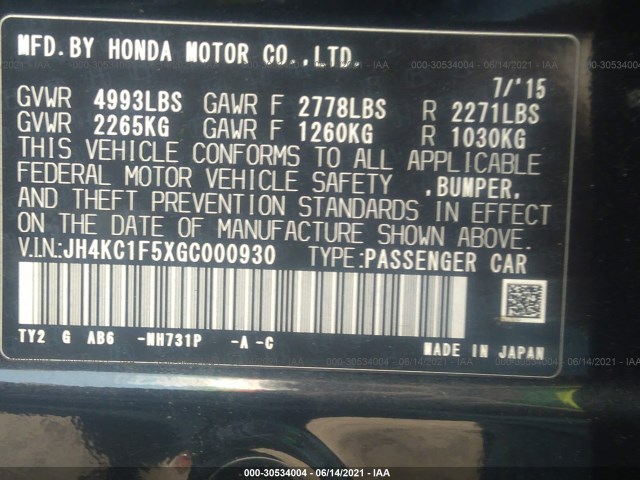 000-30534004 - 06/14/2021 - IAA
MFD.BY HONDA MOTOR CO.,LTD.
7/'15
GVWR 4993LBS GAWR F 2778LBS R 2271LBS
GVWR 2265KG GAWR F 1260KG R 1030KG
THIS VEHICLE CONFORMS TO ALL APPLICABLE
FEDERAL MOTOR VEHICLE SAFETY ,BUMPER,
AND THEFT PREVENTION STANDARDS IN EFFECT
ON THE DATE OF MANUFACTURE SHOWN ABOVE.
V.IN:JH4KC1F5XGC000930 TYPE:PASSENGER CAR
TY2 G AB6 -NH731P -A -C
MADE IN JAPAN
000-30534004 - 06/14/2021 - IAA